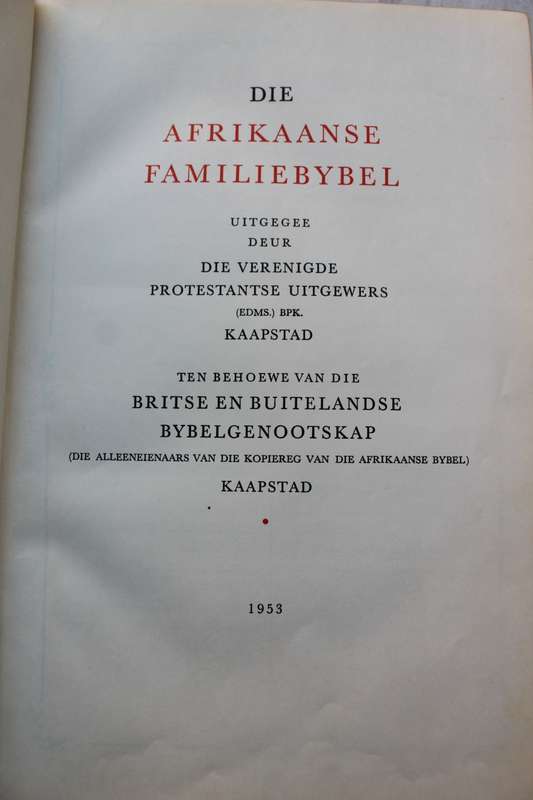 DIE
AFRIKAANSE
FAMILIEBYBEL
UITGEGEE
DEUR
DIE VERENIGDE
PROTESTANTSE UITGEWERS
(EDMS.) BPK.
KAAPSTAD
TEN BEHOEWE VAN DIE
BRITSE EN BUITELANDSE
BYBELGENOOTSKAP
(DIE ALLEENEIENAARS VAN DIE KOPIEREG VAN DIE AFRIKAANSE BYBEL)
KAAPSTAD
1953